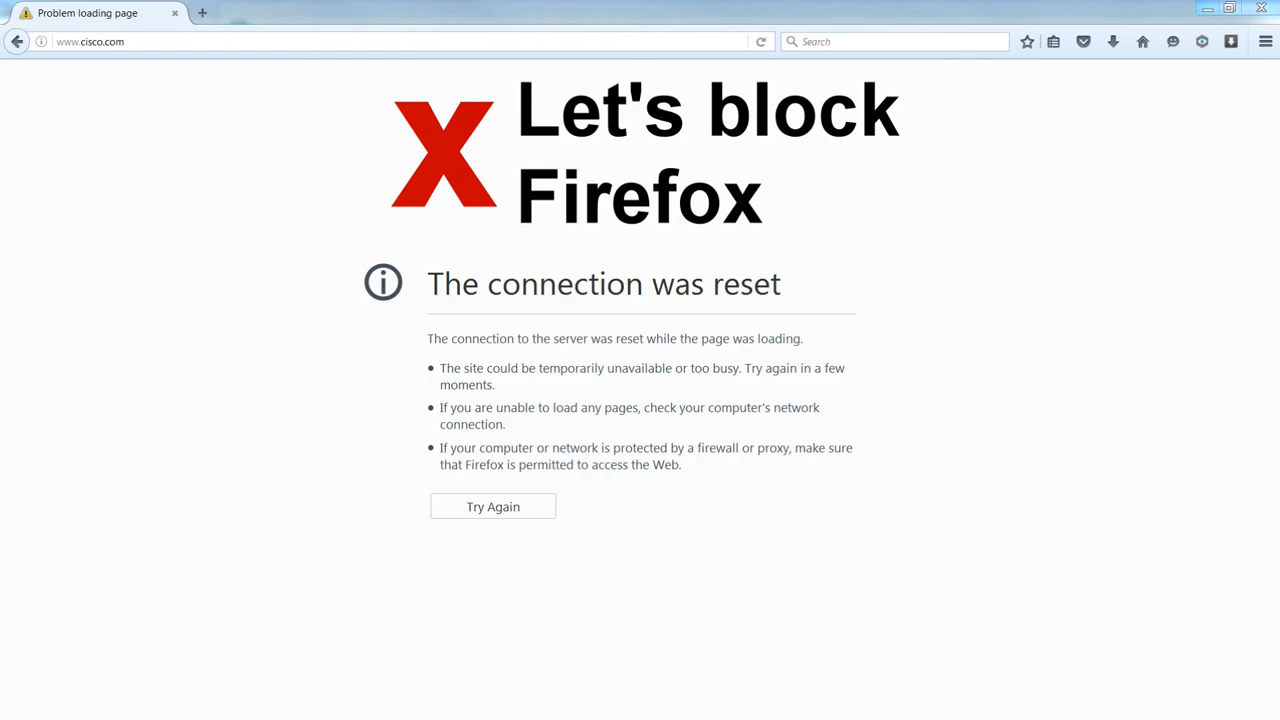 Problem loading page
www.cisco.com
Search
X Let's block
Firefox
The connection was reset
The connection to the server was reset while the page was loading.
• The site could be temporarily unavailable or too busy. Try again in a few
moments.
• If you are unable to load any pages, check your computer's network
connection.
• If your computer or network is protected by a firewall or proxy, make sure
that Firefox is permitted to access the Web.
Try Again